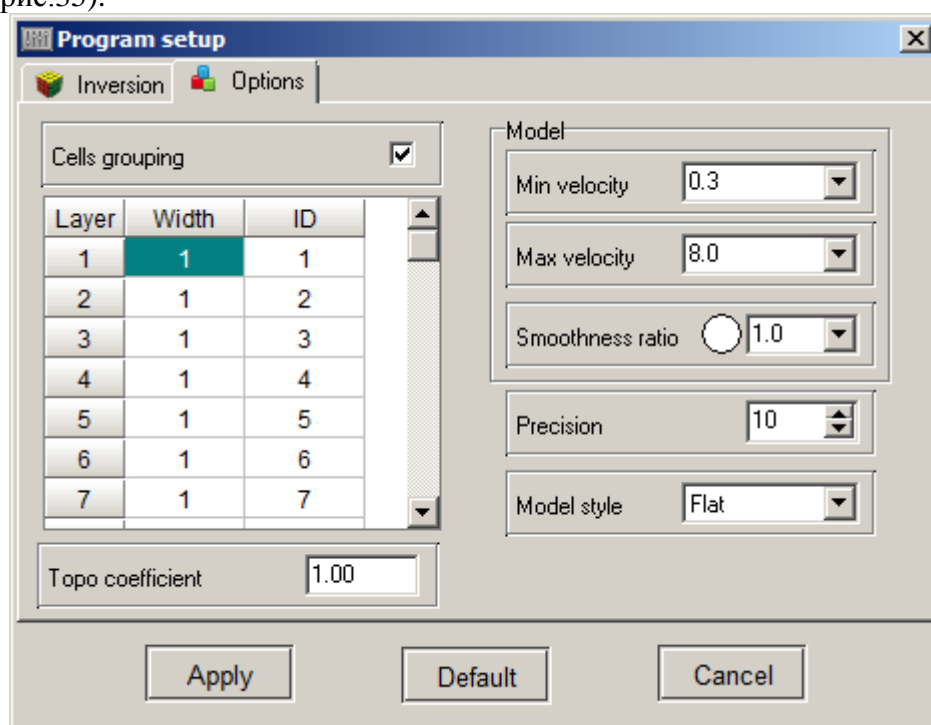 рис.35).
Program setup
Inversion Options
Cells grouping
Layer Width ID
1 1 1
2 1 2
3 1 3
4 1 4
5 1 5
6 1 6
7 1 7
Topo coefficient 1.00
Model
Min velocity 0.3
Max velocity 8.0
Smoothness ratio 1.0
Precision 10
Model style Flat
Apply Default Cancel